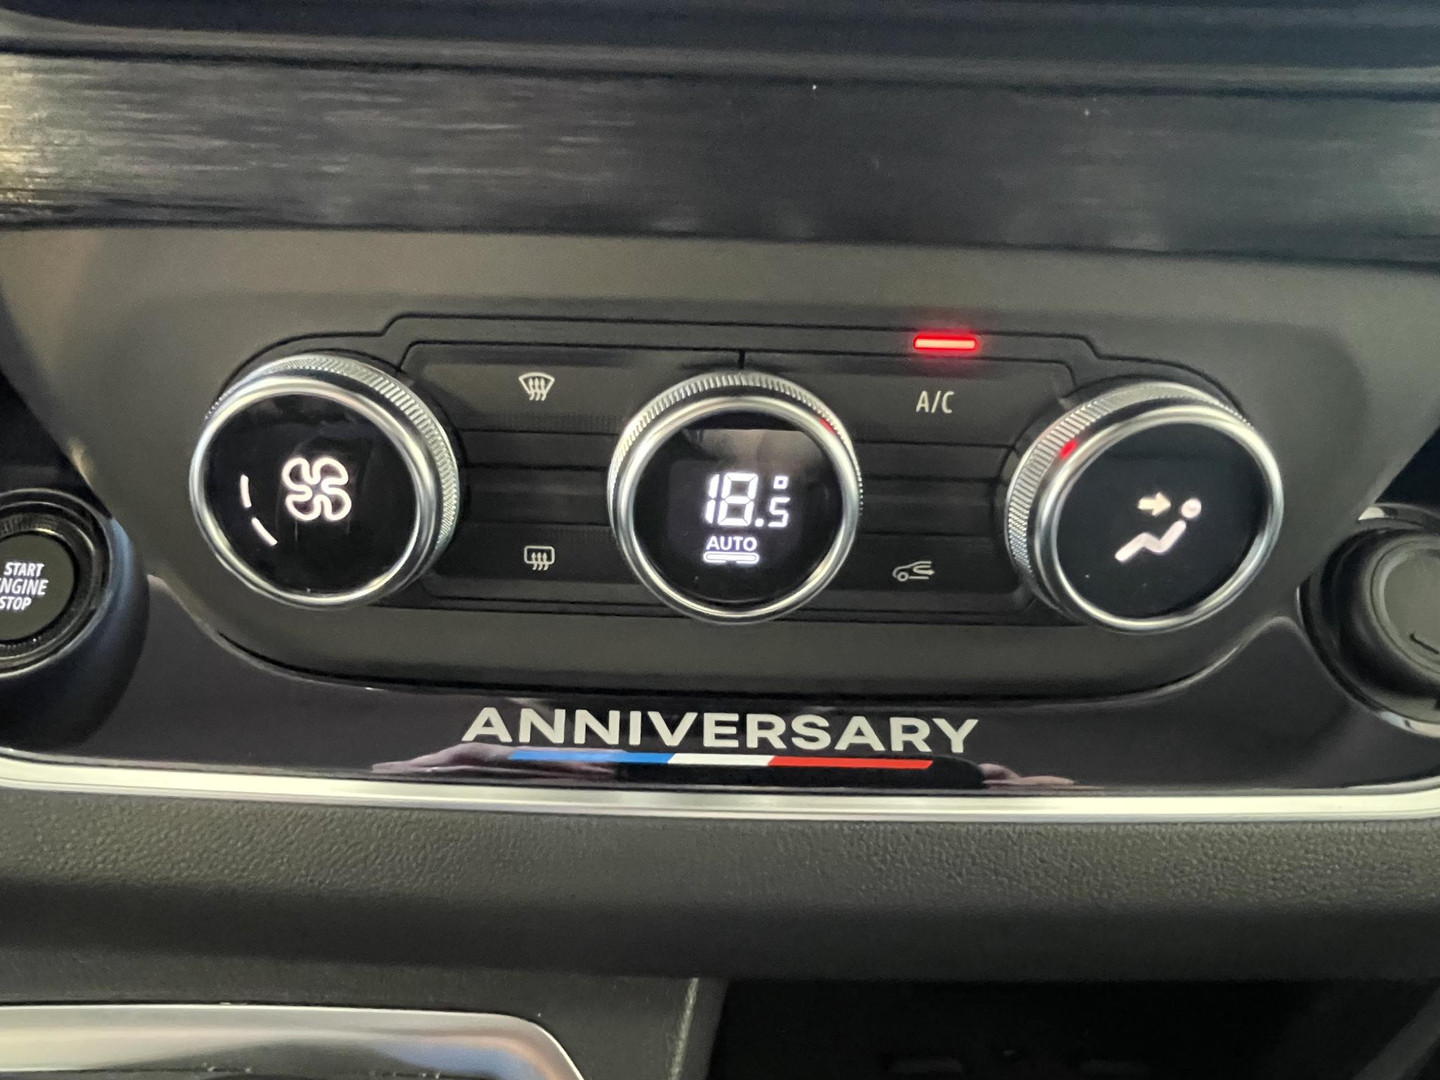 A/C
18.5°
AUTO
START
ENGINE
STOP
ANNIVERSARY